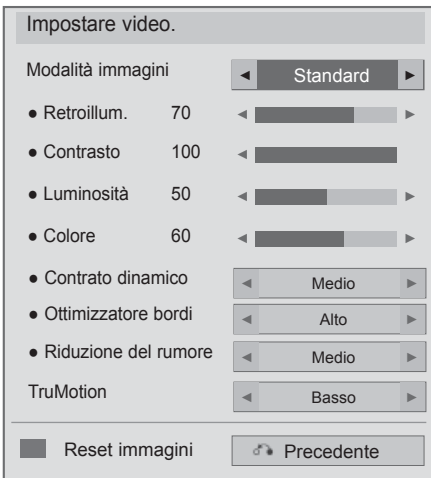 Impostare video.
Modalità immagini ◄ Standard ►
● Retroillum. 70 ◄ ►
● Contrasto 100 ◄
● Luminosità 50 ◄ ►
● Colore 60 ◄ ►
● Contrato dinamico ◄ Medio ►
● Ottimizzatore bordi ◄ Alto ►
● Riduzione del rumore ◄ Medio ►
TruMotion ◄ Basso ►
Reset immagini Precedente